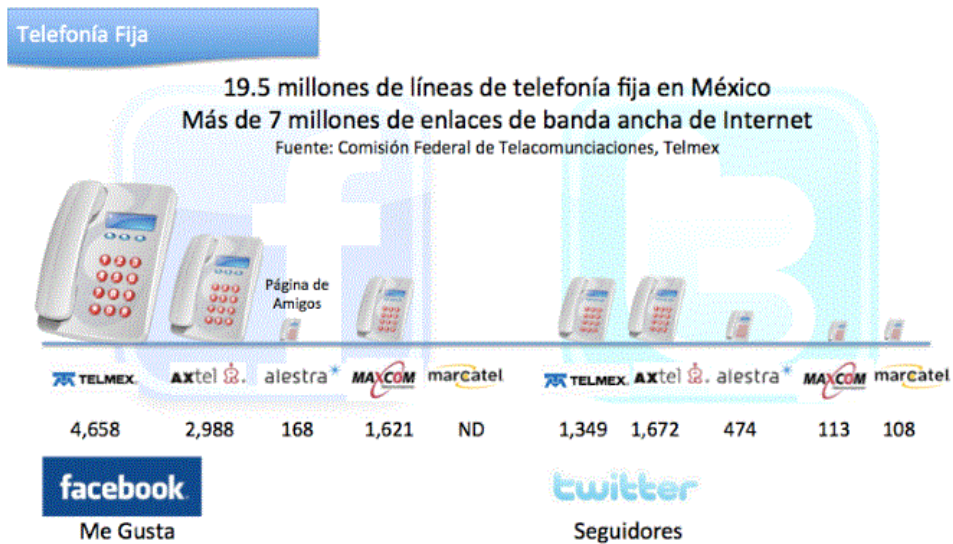 Telefonía Fija
19.5 millones de líneas de telefonía fija en México
Más de 7 millones de enlaces de banda ancha de Internet
Fuente: Comisión Federal de Telacomunciaciones, Telmex
Página de
Amigos
TELMEX. AXtel alestra MAXCOM marcatel TELMEX. AXtel alestra MAXCOM marcatel
4,658 2,988 168 1,621 ND 1,349 1,672 474 113 108
facebook. twitter
Me Gusta Seguidores